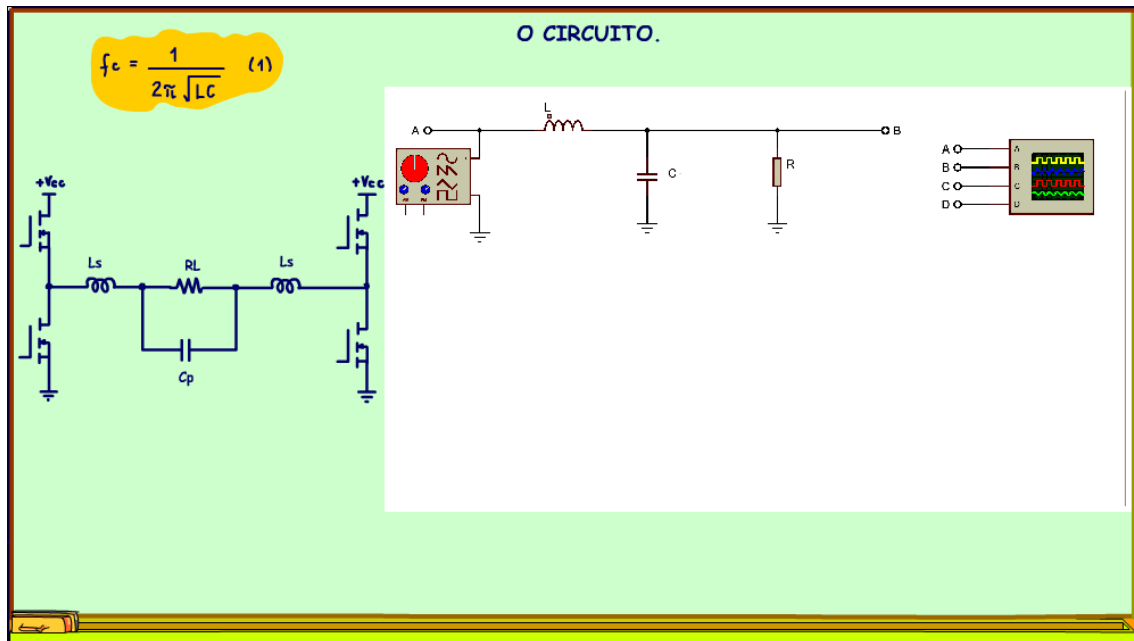 O CIRCUITO.
fc = 1 / 2π √LC (1)
+Vcc +Vcc
Ls RL Ls
Cp
L
A B
C
R
A A
B B
C C
D D